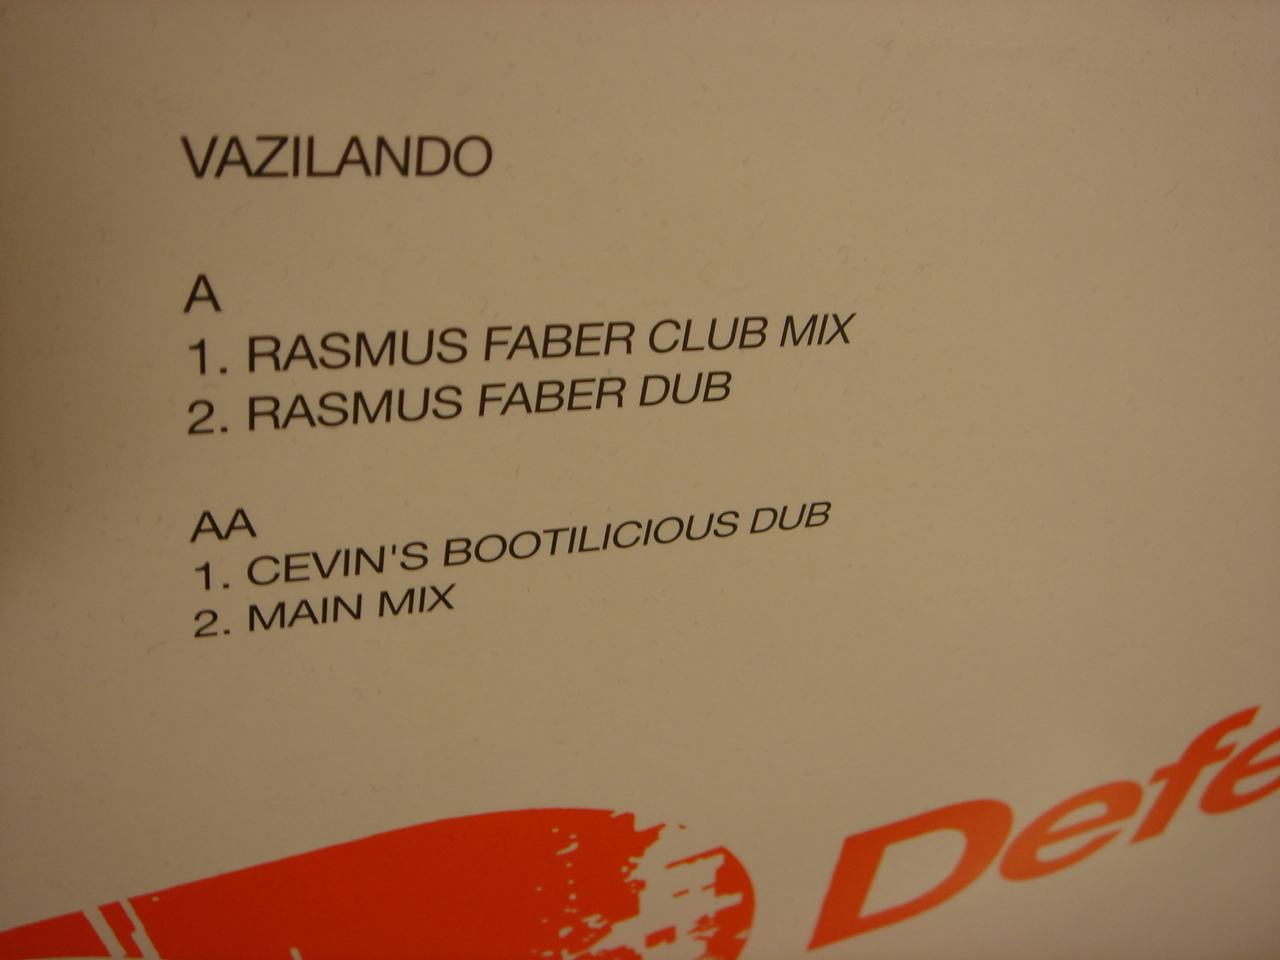 VAZILANDO
A
1. RASMUS FABER CLUB MIX
2. RASMUS FABER DUB
AA
1. CEVIN'S BOOTILICIOUS DUB
2. MAIN MIX
Defe